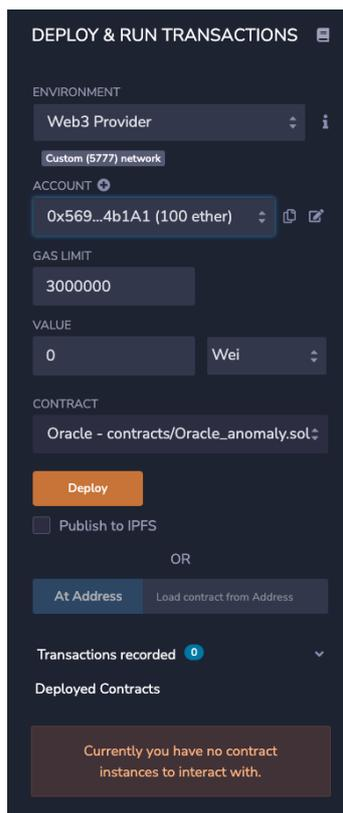 DEPLOY & RUN TRANSACTIONS
ENVIRONMENT
Web3 Provider
Custom (5777) network
ACCOUNT
0x569...4b1A1 (100 ether)
GAS LIMIT
3000000
VALUE
0 Wei
CONTRACT
Oracle - contracts/Oracle_anomaly.sol
Deploy
Publish to IPFS
OR
At Address Load contract from Address
Transactions recorded 0
Deployed Contracts
Currently you have no contract
instances to interact with.